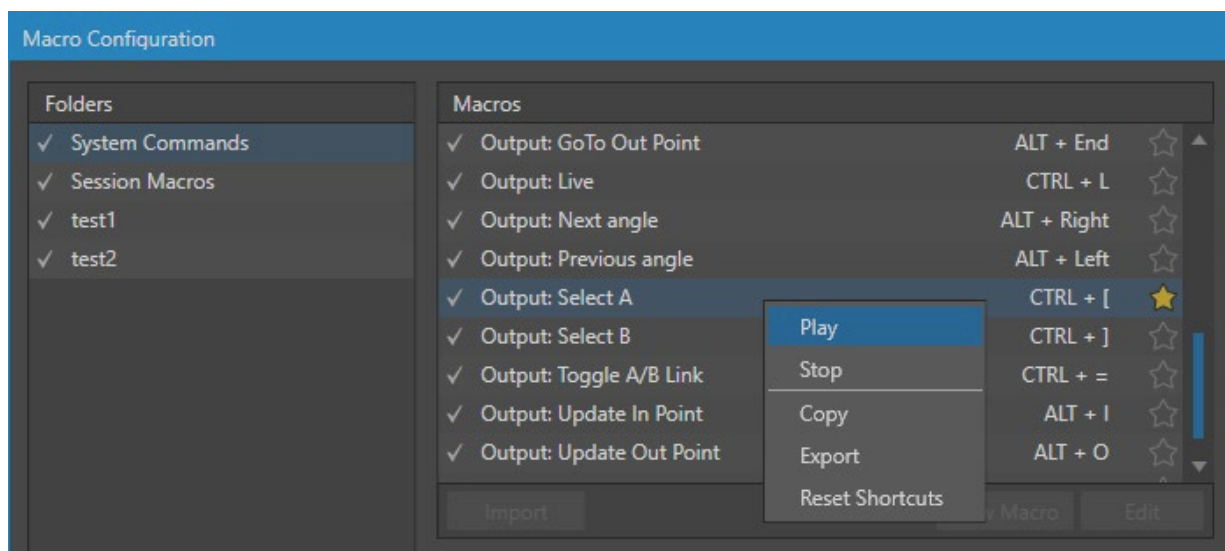 Macro Configuration
Folders
System Commands
Session Macros
test1
test2
Macros
Output: GoTo Out Point ALT + End
Output: Live CTRL + L
Output: Next angle ALT + Right
Output: Previous angle ALT + Left
Output: Select A CTRL + [
Output: Select B CTRL + ]
Output: Toggle A/B Link CTRL + =
Output: Update In Point ALT + I
Output: Update Out Point ALT + O
Play
Stop
Copy
Export
Reset Shortcuts
Import Macro Edit